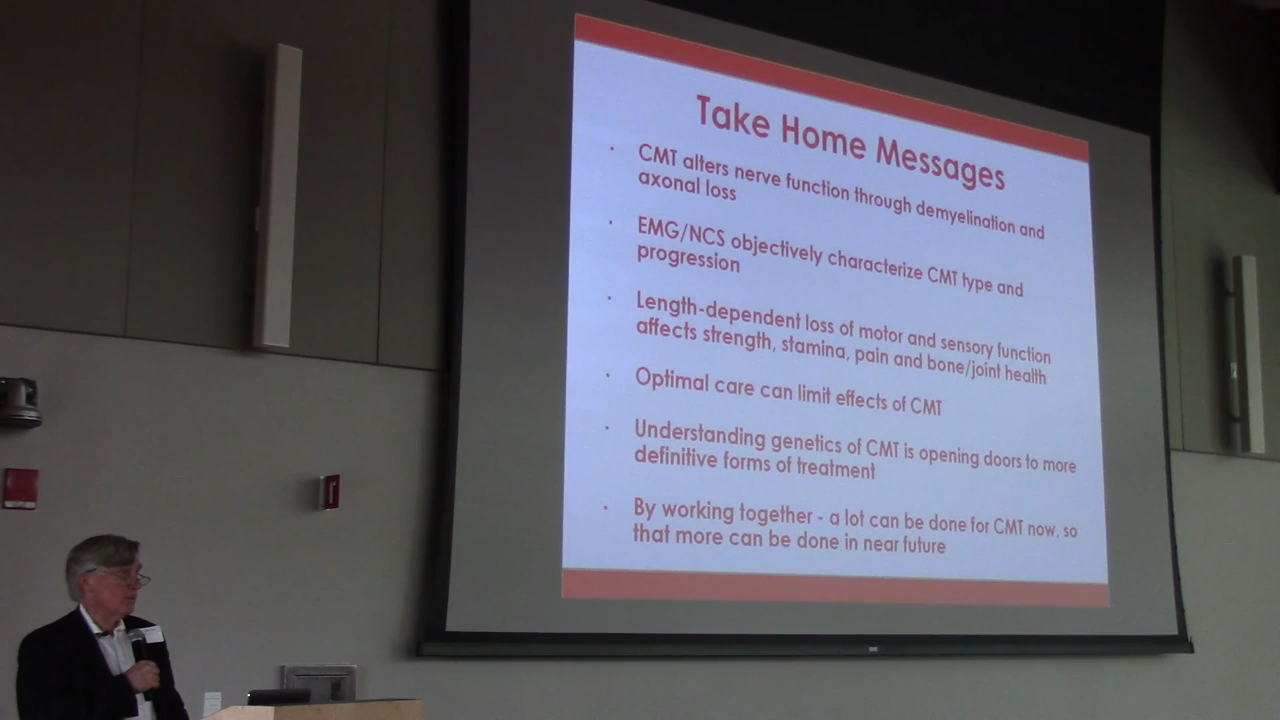 Take Home Messages
· CMT alters nerve function through demyelination and
axonal loss
· EMG/NCS objectively characterize CMT type and
progression
· Length-dependent loss of motor and sensory function
affects strength, stamina, pain and bone/joint health
· Optimal care can limit effects of CMT
· Understanding genetics of CMT is opening doors to more
definitive forms of treatment
· By working together - a lot can be done for CMT now, so
that more can be done in near future